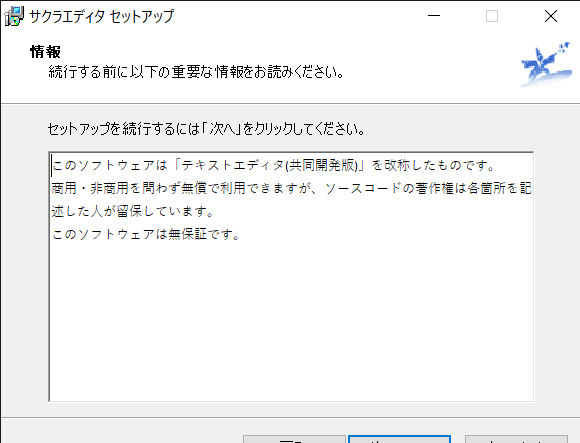 サクラエディタ セットアップ
情報
続行する前に以下の重要な情報をお読みください。
セットアップを続行するには「次へ」をクリックしてください。
このソフトウェアは「テキストエディタ(共同開発版)」を改称したものです。
商用・非商用を問わず無償で利用できますが、ソースコードの著作権は各箇所を記
述した人が留保しています。
このソフトウェアは無保証です。